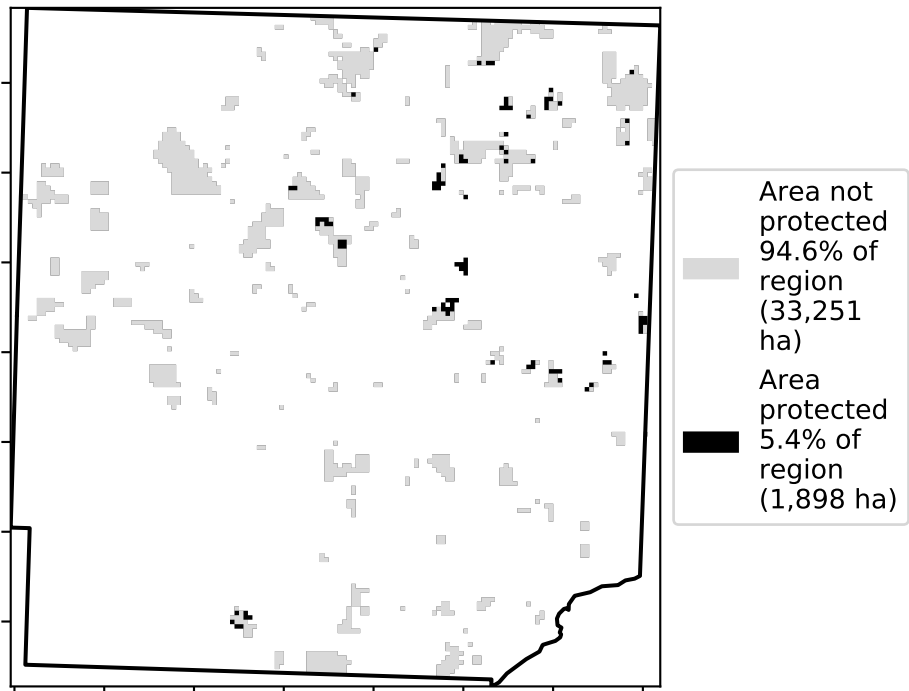 Area not
protected
94.6% of
region
(33,251
ha)
Area
protected
5.4% of
region
(1,898 ha)